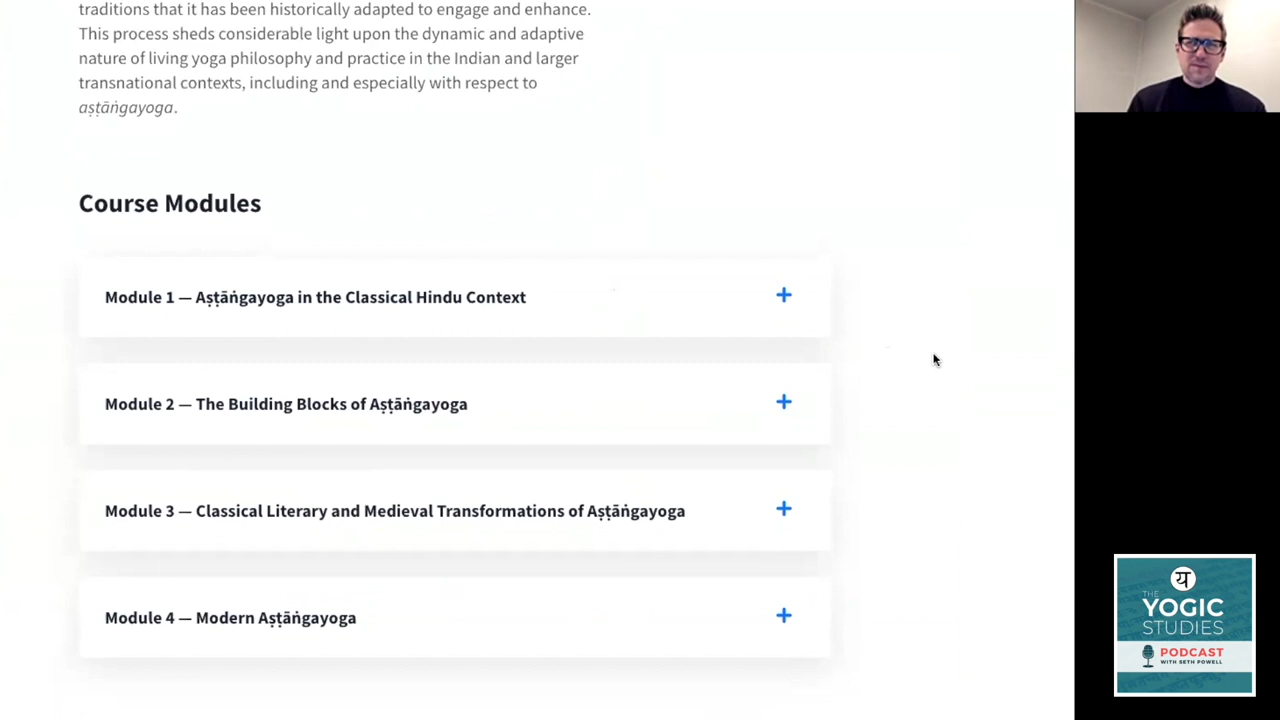 traditions that it has been historically adapted to engage and enhance.
This process sheds considerable light upon the dynamic and adaptive
nature of living yoga philosophy and practice in the Indian and larger
transnational contexts, including and especially with respect to
aṣṭāṅgayoga.
Course Modules
Module 1 — Aṣṭāṅgayoga in the Classical Hindu Context
Module 2 — The Building Blocks of Aṣṭāṅgayoga
Module 3 — Classical Literary and Medieval Transformations of Aṣṭāṅgayoga
Module 4 — Modern Aṣṭāṅgayoga
य
THE
YOGIC
STUDIES
PODCAST
WITH SETH POWELL